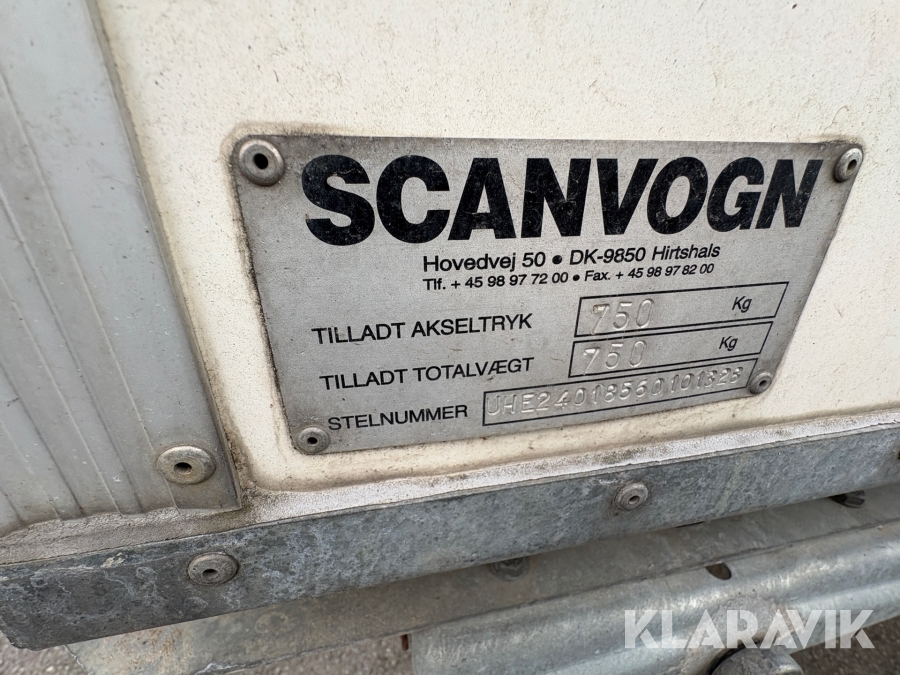 SCANVOGN
Hovedvej 50 • DK-9850 Hirtshals
Tlf. + 45 98 97 72 00 • Fax. + 45 98 97 82 00
TILLADT AKSELTRYK 750 Kg
TILLADT TOTALVÆGT 750 Kg
STELNUMMER UHE24018560101328
KLARAVIK